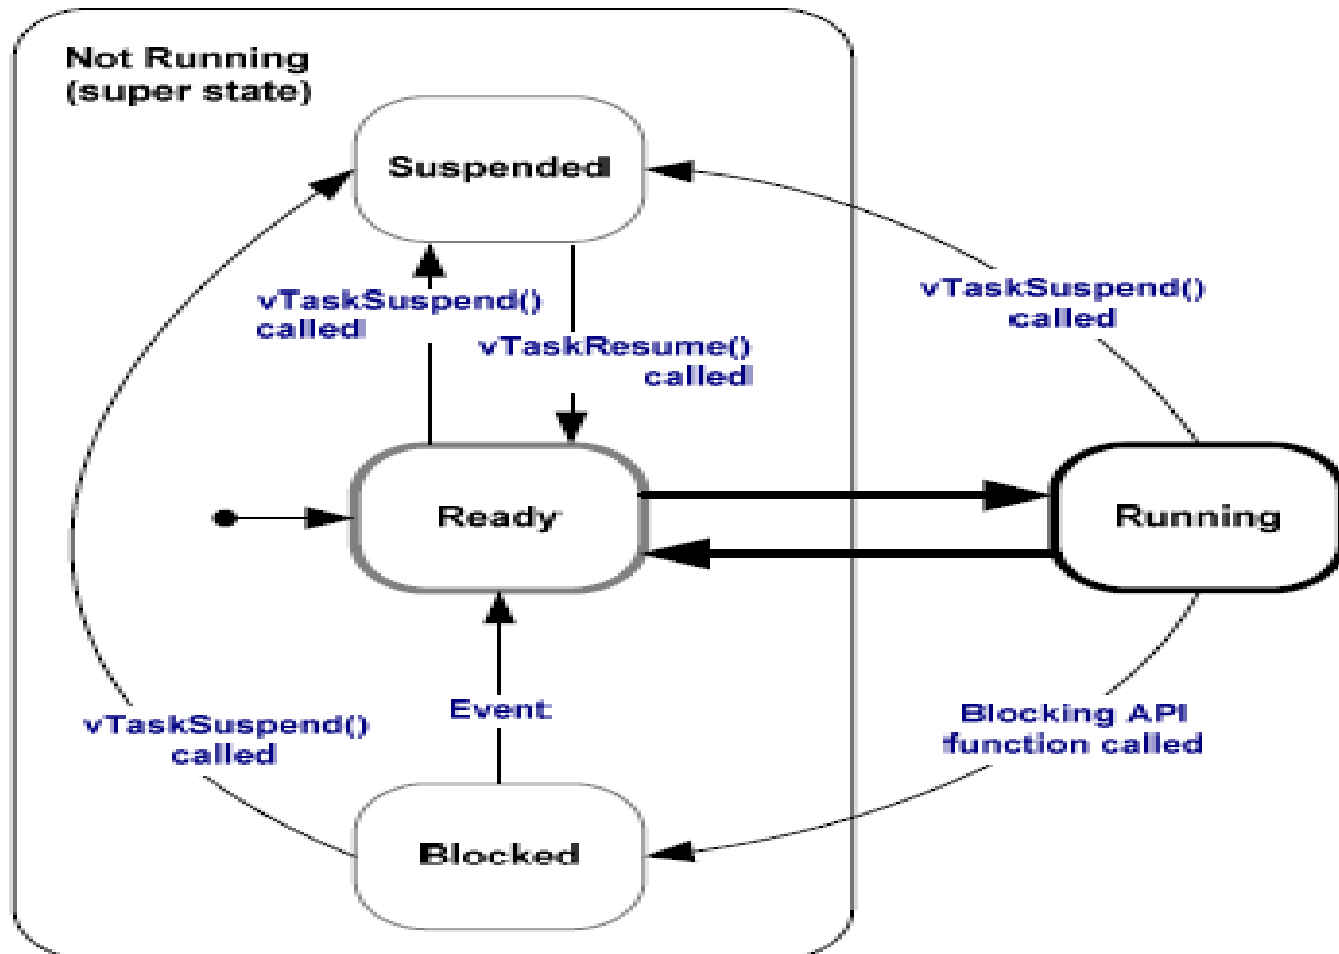 Not Running
(super state)
Suspended
vTaskSuspend()
called
vTaskResume()
called
vTaskSuspend()
called
Ready
Running
Event
vTaskSuspend()
called
Blocking API
function called
Blocked